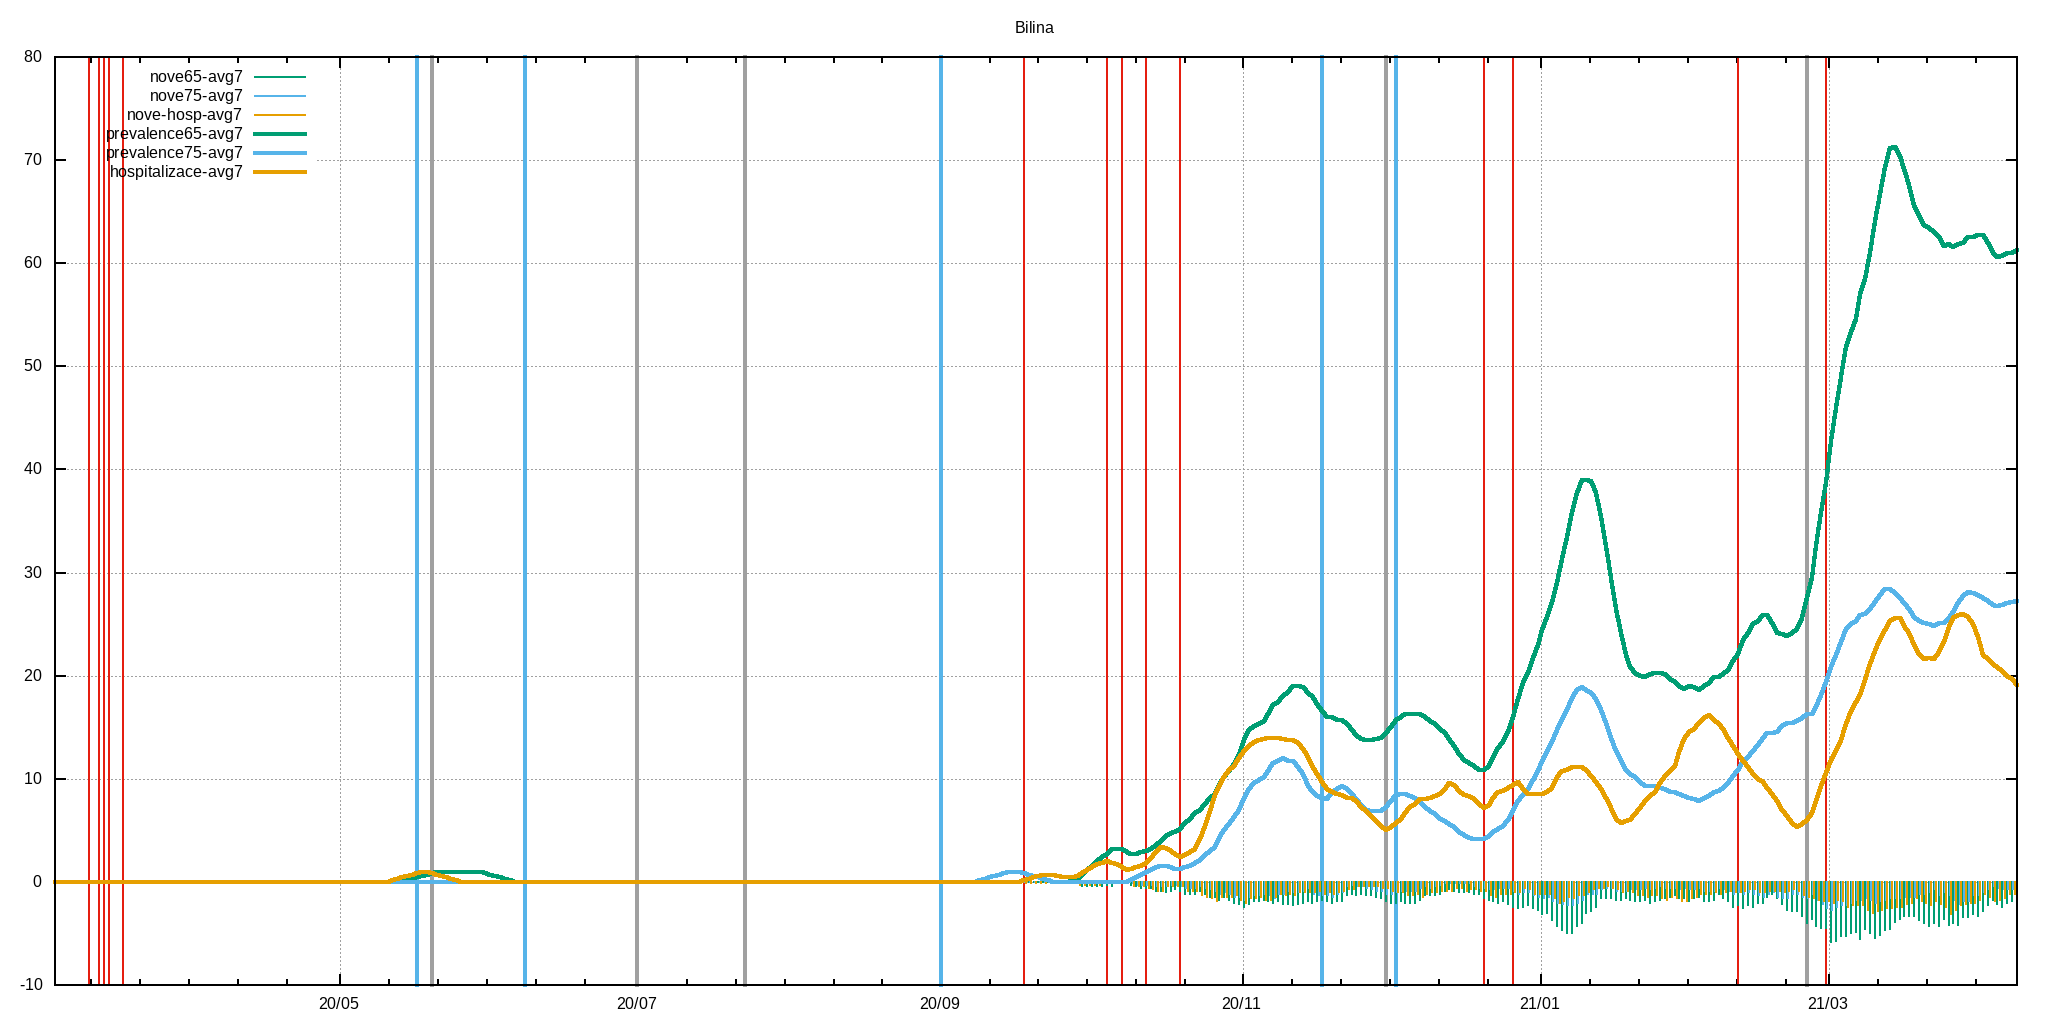 Bilina
80
nove65-avg7
nove75-avg7
nove-hosp-avg7
prevalence65-avg7
prevalence75-avg7
hospitalizace-avg7
70
60
50
40
30
20
10
0
-10
20/05 20/07 20/09 20/11 21/01 21/03